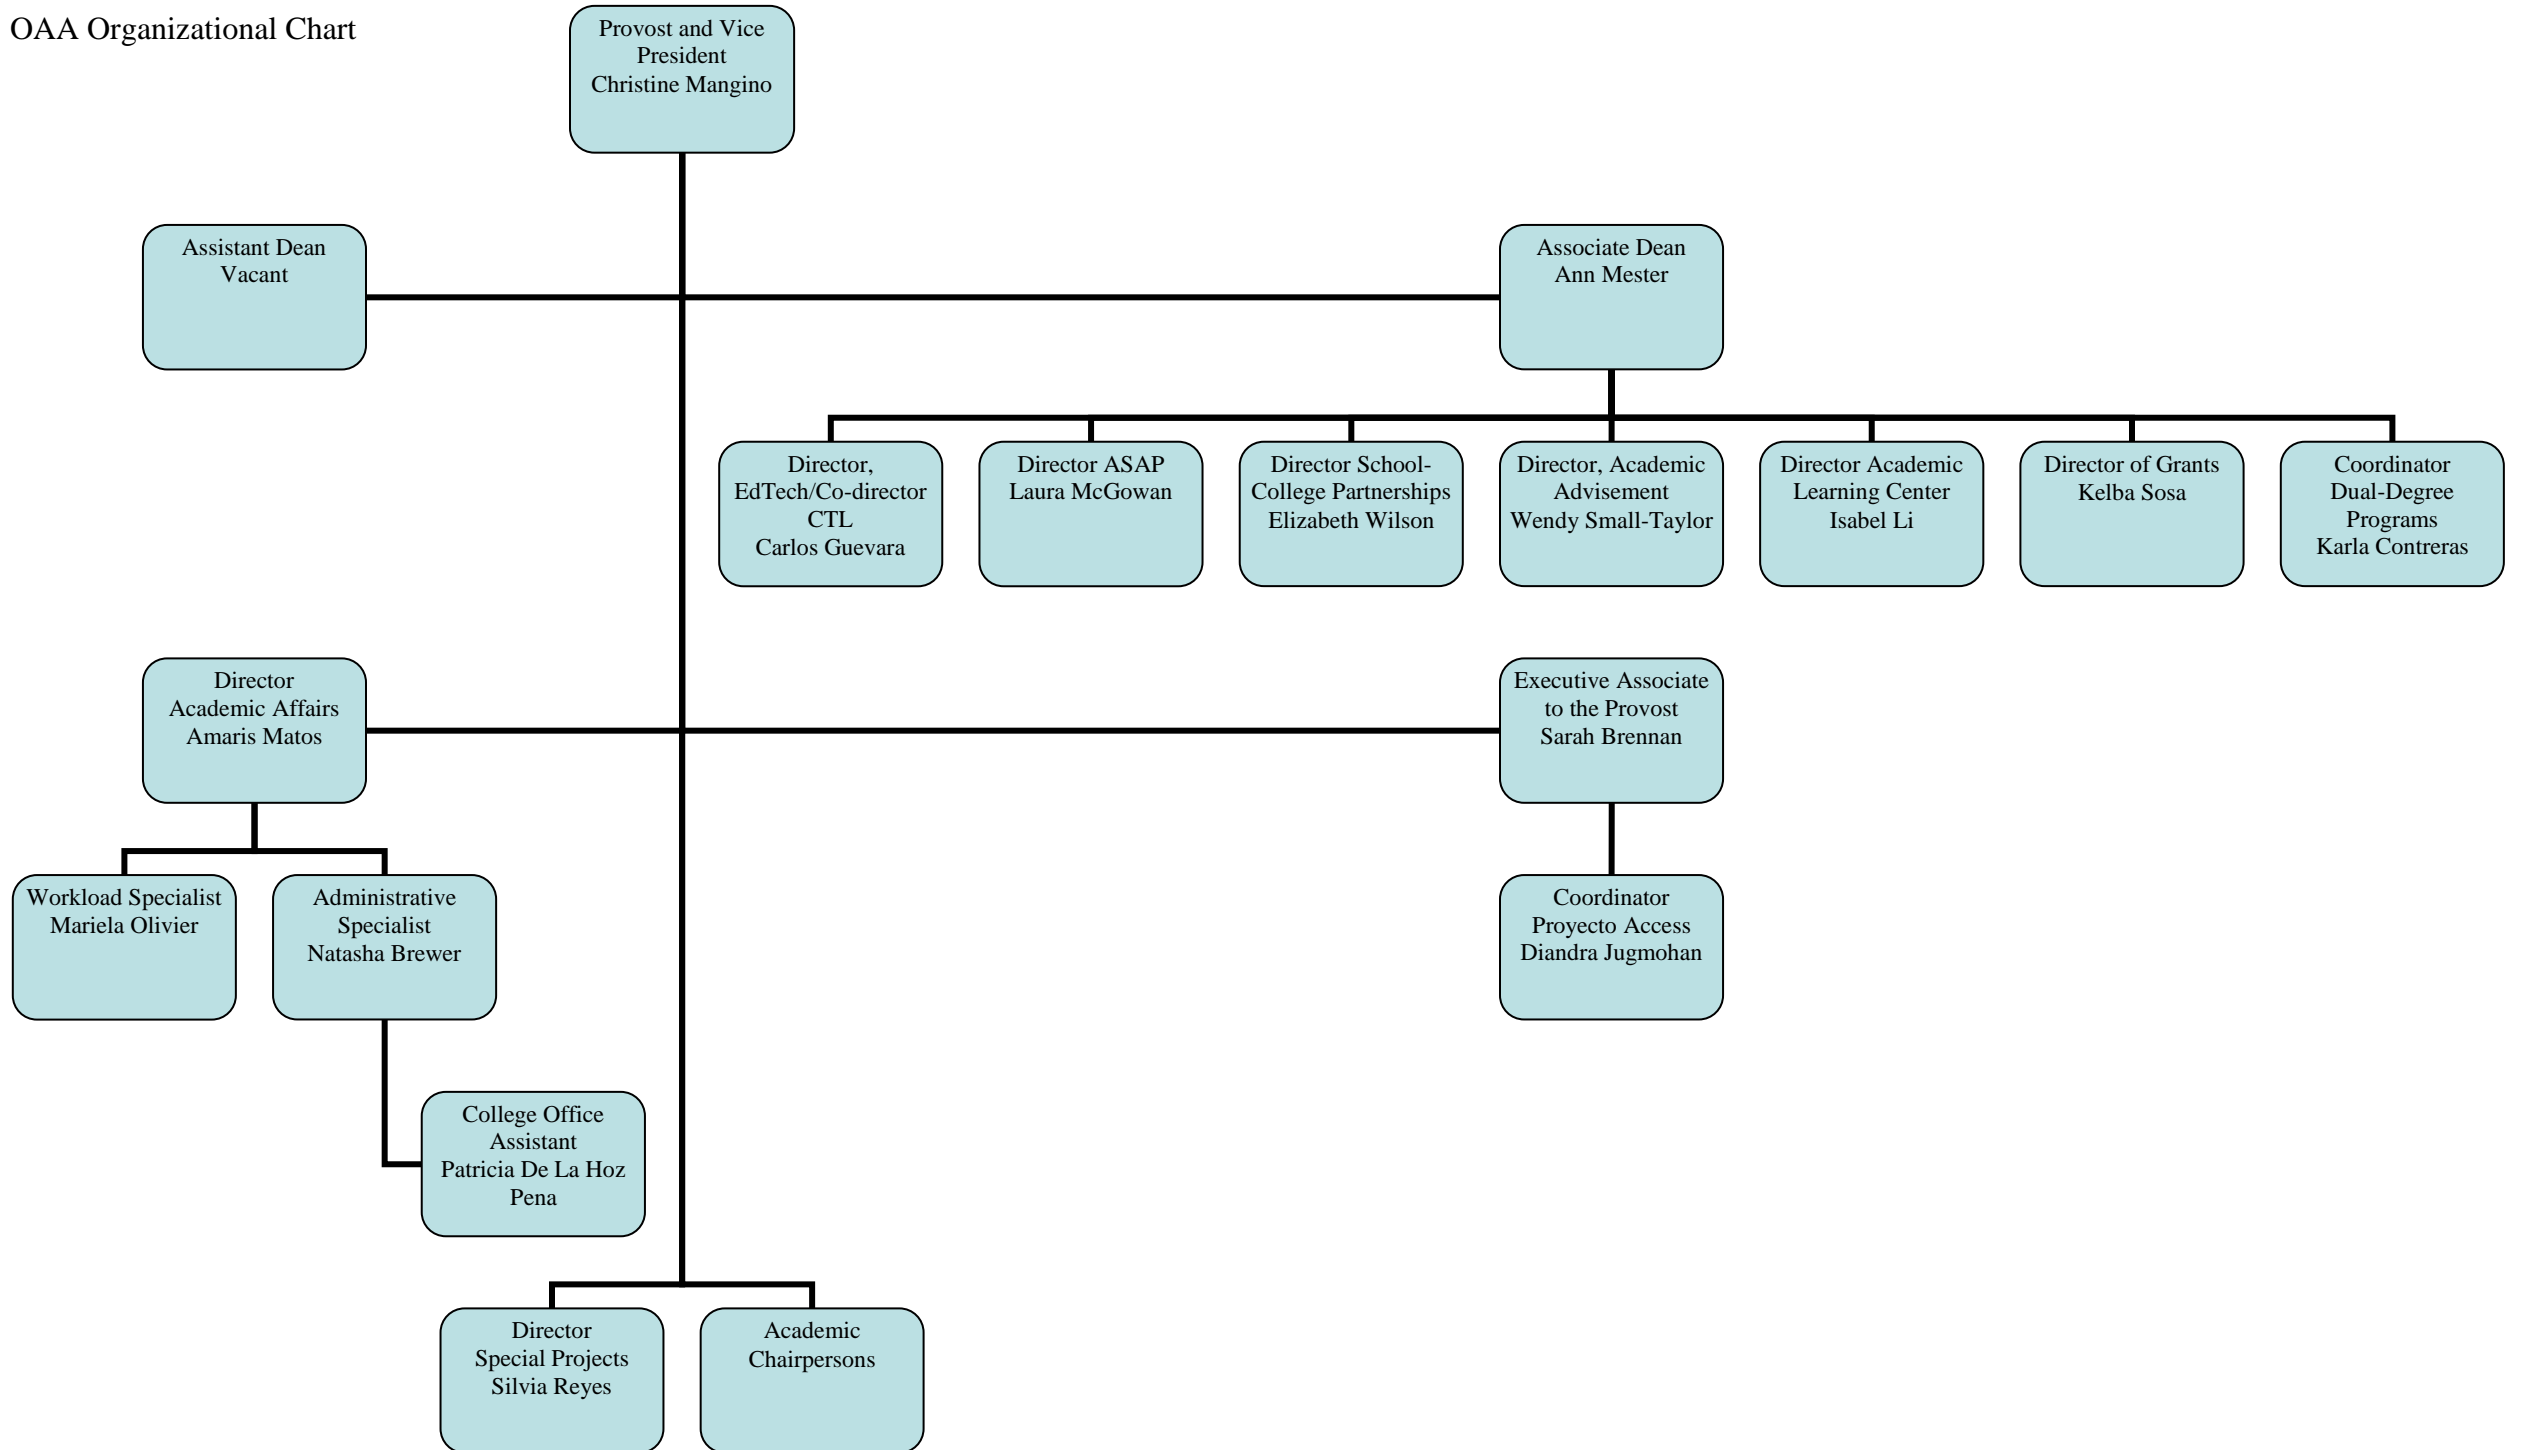 OAA Organizational Chart
Provost and Vice
President
Christine Mangino
Assistant Dean
Vacant
Associate Dean
Ann Mester
Director,
EdTech/Co-director
CTL
Carlos Guevara
Director ASAP
Laura McGowan
Director School-
College Partnerships
Elizabeth Wilson
Director, Academic
Advisement
Wendy Small-Taylor
Director Academic
Learning Center
Isabel Li
Director of Grants
Kelba Sosa
Coordinator
Dual-Degree
Programs
Karla Contreras
Director
Academic Affairs
Amaris Matos
Executive Associate
to the Provost
Sarah Brennan
Workload Specialist
Mariela Olivier
Administrative
Specialist
Natasha Brewer
Coordinator
Proyecto Access
Diandra Jugmohan
College Office
Assistant
Patricia De La Hoz
Pena
Director
Special Projects
Silvia Reyes
Academic
Chairpersons